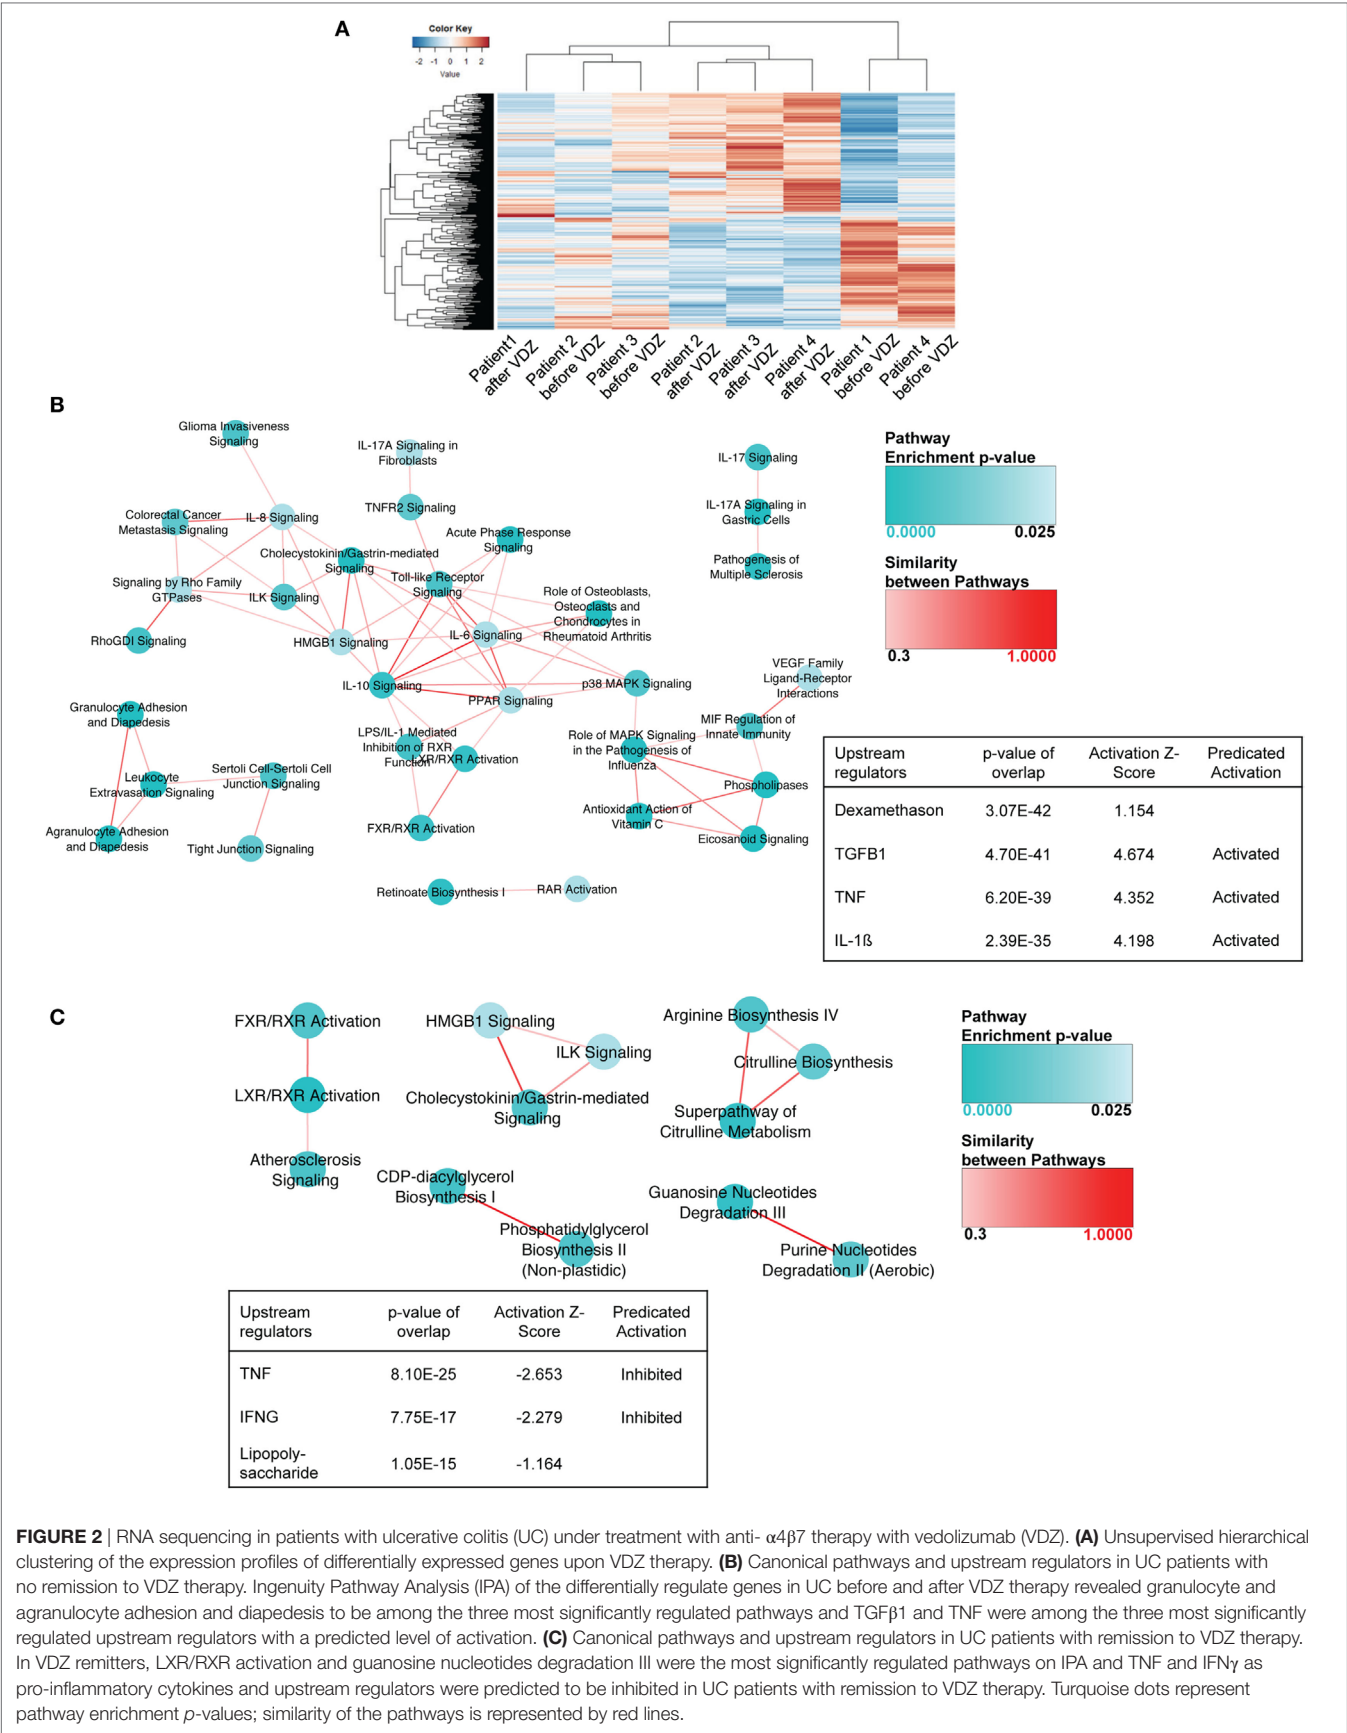 A
Color Key
-2 -1 0 1 2
Value
Patient1
after VDZ
Patient 2
before VDZ
Patient 3
before VDZ
Patient 2
after VDZ
Patient 3
after VDZ
Patient 4
after VDZ
Patient 1
before VDZ
Patient 4
before VDZ
B
Glioma Invasiveness
Signaling
IL-17A Signaling in
Fibroblasts
TNFR2 Signaling
Colorectal Cancer
Metastasis Signaling
IL-8 Signaling
Acute Phase Response
Signaling
Cholecystokinin/Gastrin-mediated
Signaling
Toll-like Receptor
Signaling
Signaling by Rho Family
GTPases
ILK Signaling
Role of Osteoblasts,
Osteoclasts and
Chondrocytes in
Rheumatoid Arthritis
RhoGDI Signaling
HMGB1 Signaling
IL-6 Signaling
IL-10 Signaling
PPAR Signaling
p38 MAPK Signaling
IL-17 Signaling
IL-17A Signaling in
Gastric Cells
Pathogenesis of
Multiple Sclerosis
VEGF Family
Ligand-Receptor
Interactions
MIF Regulation of
Innate Immunity
Granulocyte Adhesion
and Diapedesis
Leukocyte
Extravasation Signaling
Sertoli Cell-Sertoli Cell
Junction Signaling
Agranulocyte Adhesion
and Diapedesis
Tight Junction Signaling
LPS/IL-1 Mediated
Inhibition of RXR
Function
LXR/RXR Activation
FXR/RXR Activation
Role of MAPK Signaling
in the Pathogenesis of
Influenza
Phospholipases
Antioxidant Action of
Vitamin C
Eicosanoid Signaling
Retinoate Biosynthesis I
RAR Activation
Pathway
Enrichment p-value
0.0000 0.025
Similarity
between Pathways
0.3 1.0000
Upstream regulators p-value of overlap Activation Z-Score Predicated Activation
Dexamethason 3.07E-42 1.154
TGFB1 4.70E-41 4.674 Activated
TNF 6.20E-39 4.352 Activated
IL-1ß 2.39E-35 4.198 Activated
C
FXR/RXR Activation
LXR/RXR Activation
Atherosclerosis
Signaling
HMGB1 Signaling
ILK Signaling
Cholecystokinin/Gastrin-mediated
Signaling
Arginine Biosynthesis IV
Citrulline Biosynthesis
Superpathway of
Citrulline Metabolism
CDP-diacylglycerol
Biosynthesis I
Phosphatidylglycerol
Biosynthesis II
(Non-plastidic)
Guanosine Nucleotides
Degradation III
Purine Nucleotides
Degradation II (Aerobic)
Pathway
Enrichment p-value
0.0000 0.025
Similarity
between Pathways
0.3 1.0000
Upstream regulators p-value of overlap Activation Z-Score Predicated Activation
TNF 8.10E-25 -2.653 Inhibited
IFNG 7.75E-17 -2.279 Inhibited
Lipopoly-saccharide 1.05E-15 -1.164
FIGURE 2 | RNA sequencing in patients with ulcerative colitis (UC) under treatment with anti- α4β7 therapy with vedolizumab (VDZ). (A) Unsupervised hierarchical
clustering of the expression profiles of differentially expressed genes upon VDZ therapy. (B) Canonical pathways and upstream regulators in UC patients with
no remission to VDZ therapy. Ingenuity Pathway Analysis (IPA) of the differentially regulate genes in UC before and after VDZ therapy revealed granulocyte and
agranulocyte adhesion and diapedesis to be among the three most significantly regulated pathways and TGFβ1 and TNF were among the three most significantly
regulated upstream regulators with a predicted level of activation. (C) Canonical pathways and upstream regulators in UC patients with remission to VDZ therapy.
In VDZ remitters, LXR/RXR activation and guanosine nucleotides degradation III were the most significantly regulated pathways on IPA and TNF and IFNγ as
pro-inflammatory cytokines and upstream regulators were predicted to be inhibited in UC patients with remission to VDZ therapy. Turquoise dots represent
pathway enrichment p-values; similarity of the pathways is represented by red lines.